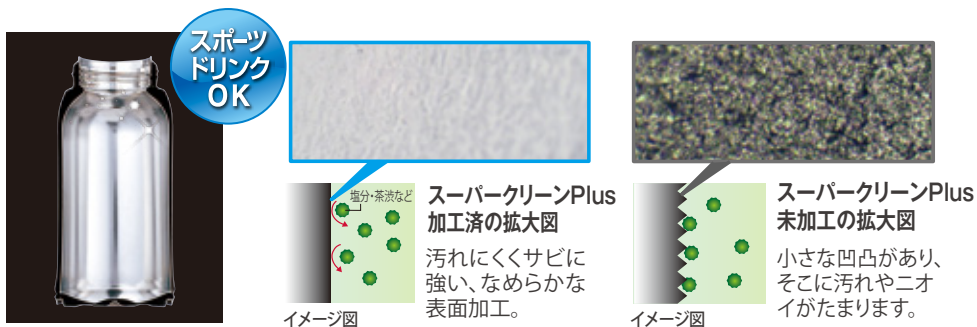 スポーツ
ドリンク
OK
塩分・茶渋など
イメージ図
スーパークリーンPlus
加工済の拡大図
汚れにくくサビに
強い、なめらかな
表面加工。
イメージ図
スーパークリーンPlus
未加工の拡大図
小さな凹凸があり、
そこに汚れやニオ
イがたまります。